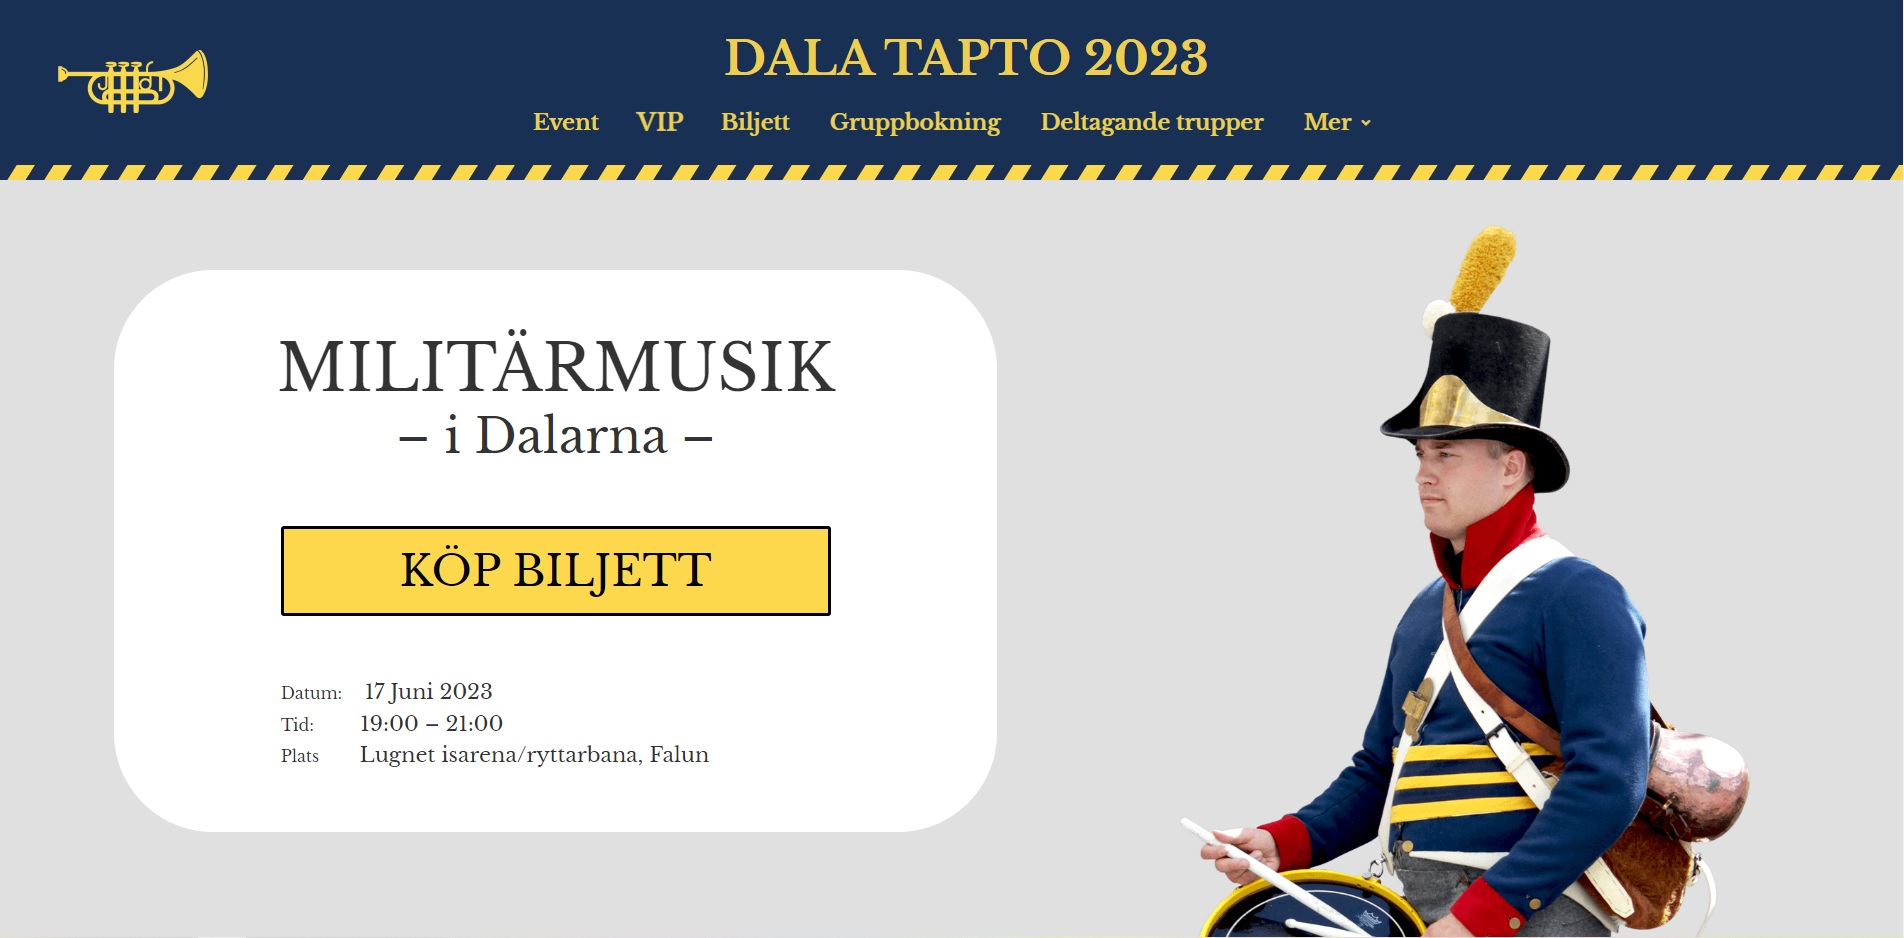 DALA TAPTO 2023
Event VIP Biljett Gruppbokning Deltagande trupper Mer
MILITÄRMUSIK
– i Dalarna –
KÖP BILJETT
Datum: 17 Juni 2023
Tid: 19:00 – 21:00
Plats Lugnet isarena/ryttarbana, Falun